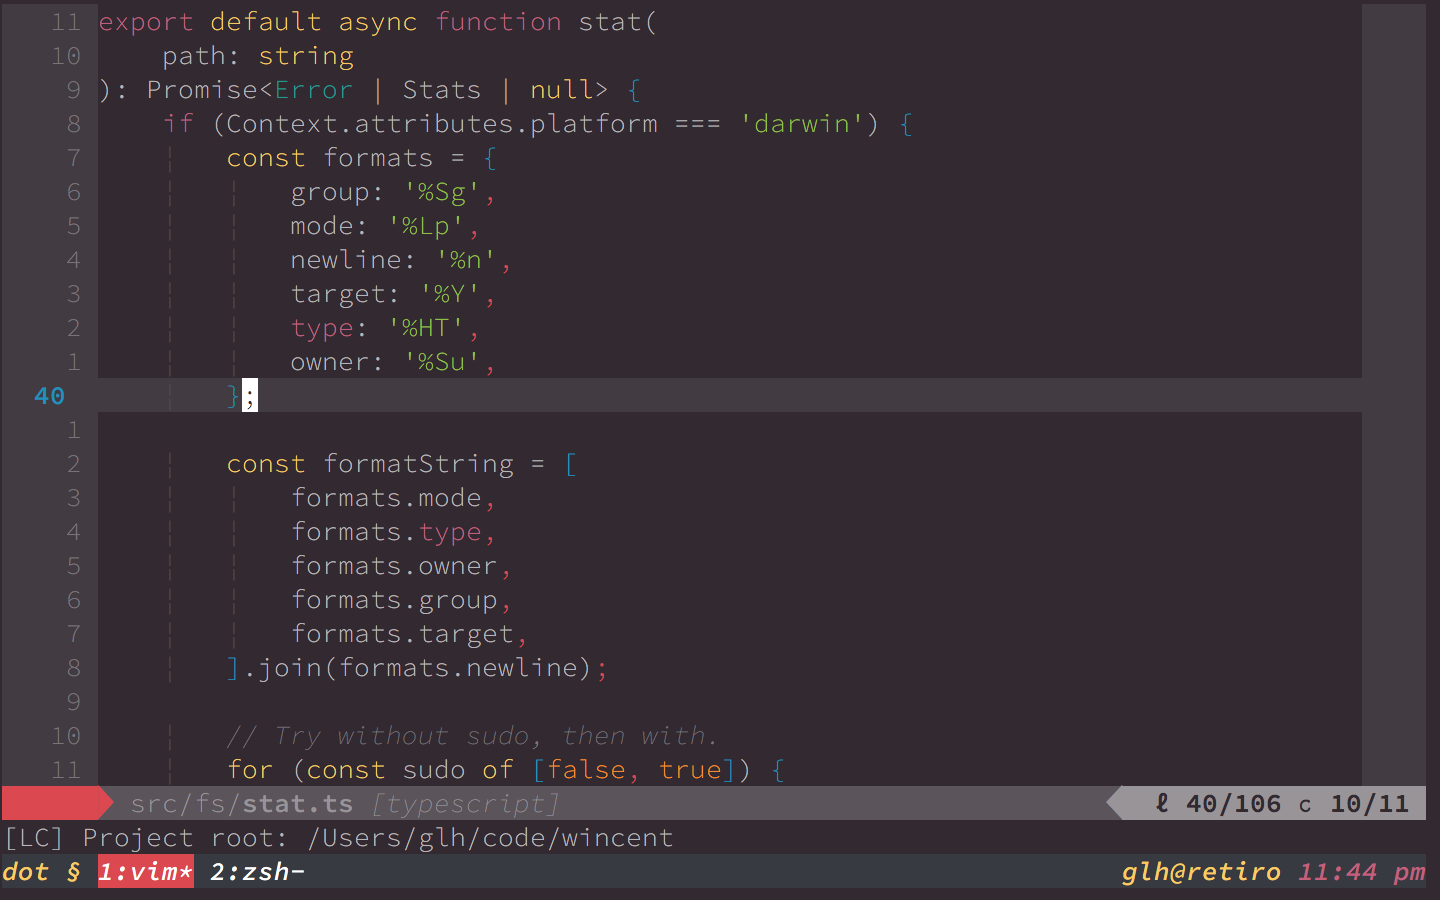 11 export default async function stat(
10     path: string
9 ): Promise<Error | Stats | null> {
8     if (Context.attributes.platform === 'darwin') {
7         const formats = {
6             group: '%Sg',
5             mode: '%Lp',
4             newline: '%n',
3             target: '%Y',
2             type: '%HT',
1             owner: '%Su',
40         };
1
2         const formatString = [
3             formats.mode,
4             formats.type,
5             formats.owner,
6             formats.group,
7             formats.target,
8         ].join(formats.newline);
9
10         // Try without sudo, then with.
11         for (const sudo of [false, true]) {
src/fs/stat.ts [typescript] ℓ 40/106 c 10/11
[LC] Project root: /Users/glh/code/wincent
dot § 1:vim* 2:zsh- glh@retiro 11:44 pm